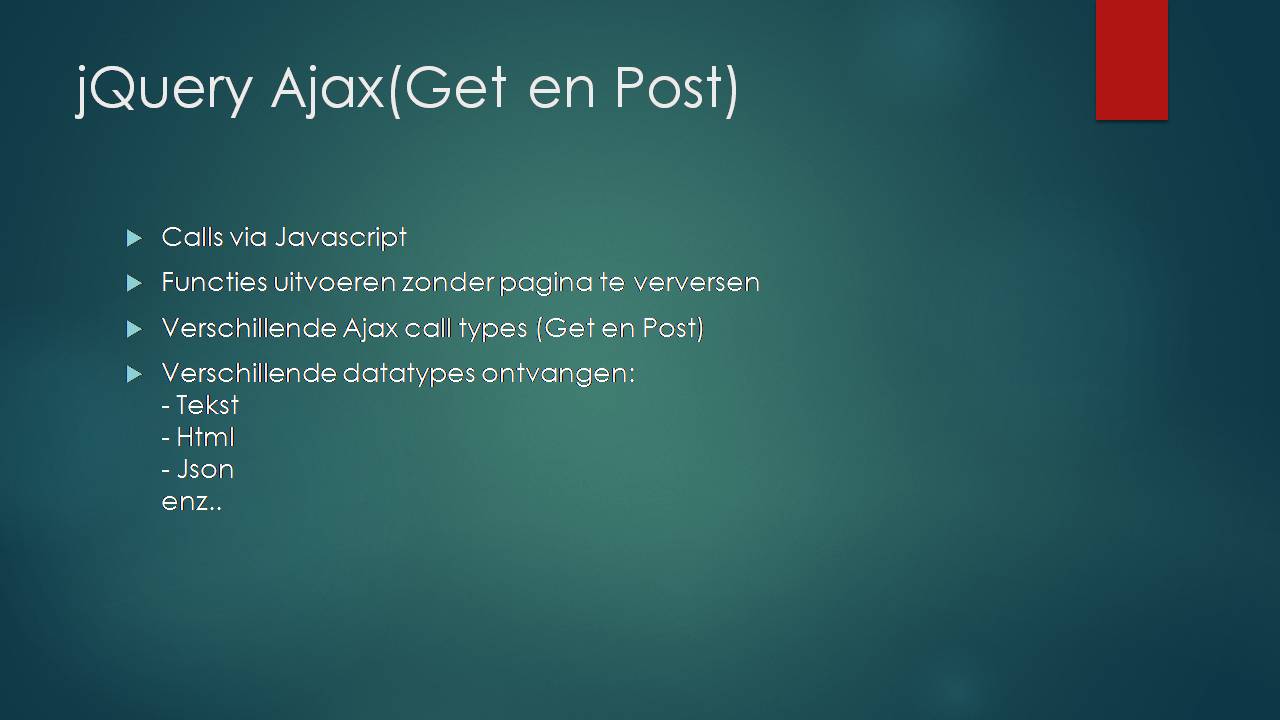 jQuery Ajax(Get en Post)
Calls via Javascript
Functies uitvoeren zonder pagina te verversen
Verschillende Ajax call types (Get en Post)
Verschillende datatypes ontvangen:
- Tekst
- Html
- Json
enz..